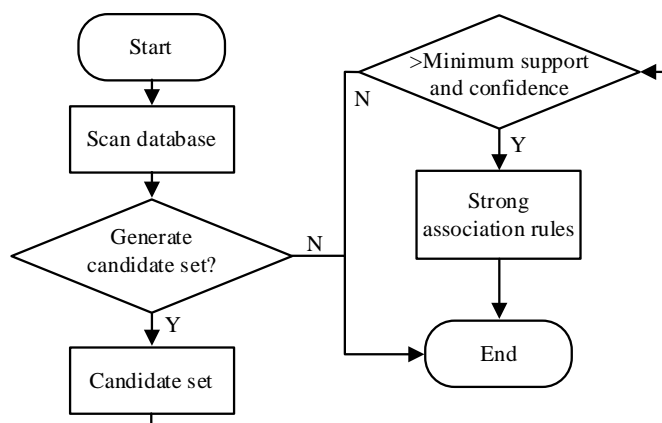 Start
Scan database
Generate
candidate set?
N
Y
Candidate set
>Minimum support
and confidence
N
Y
Strong
association rules
End